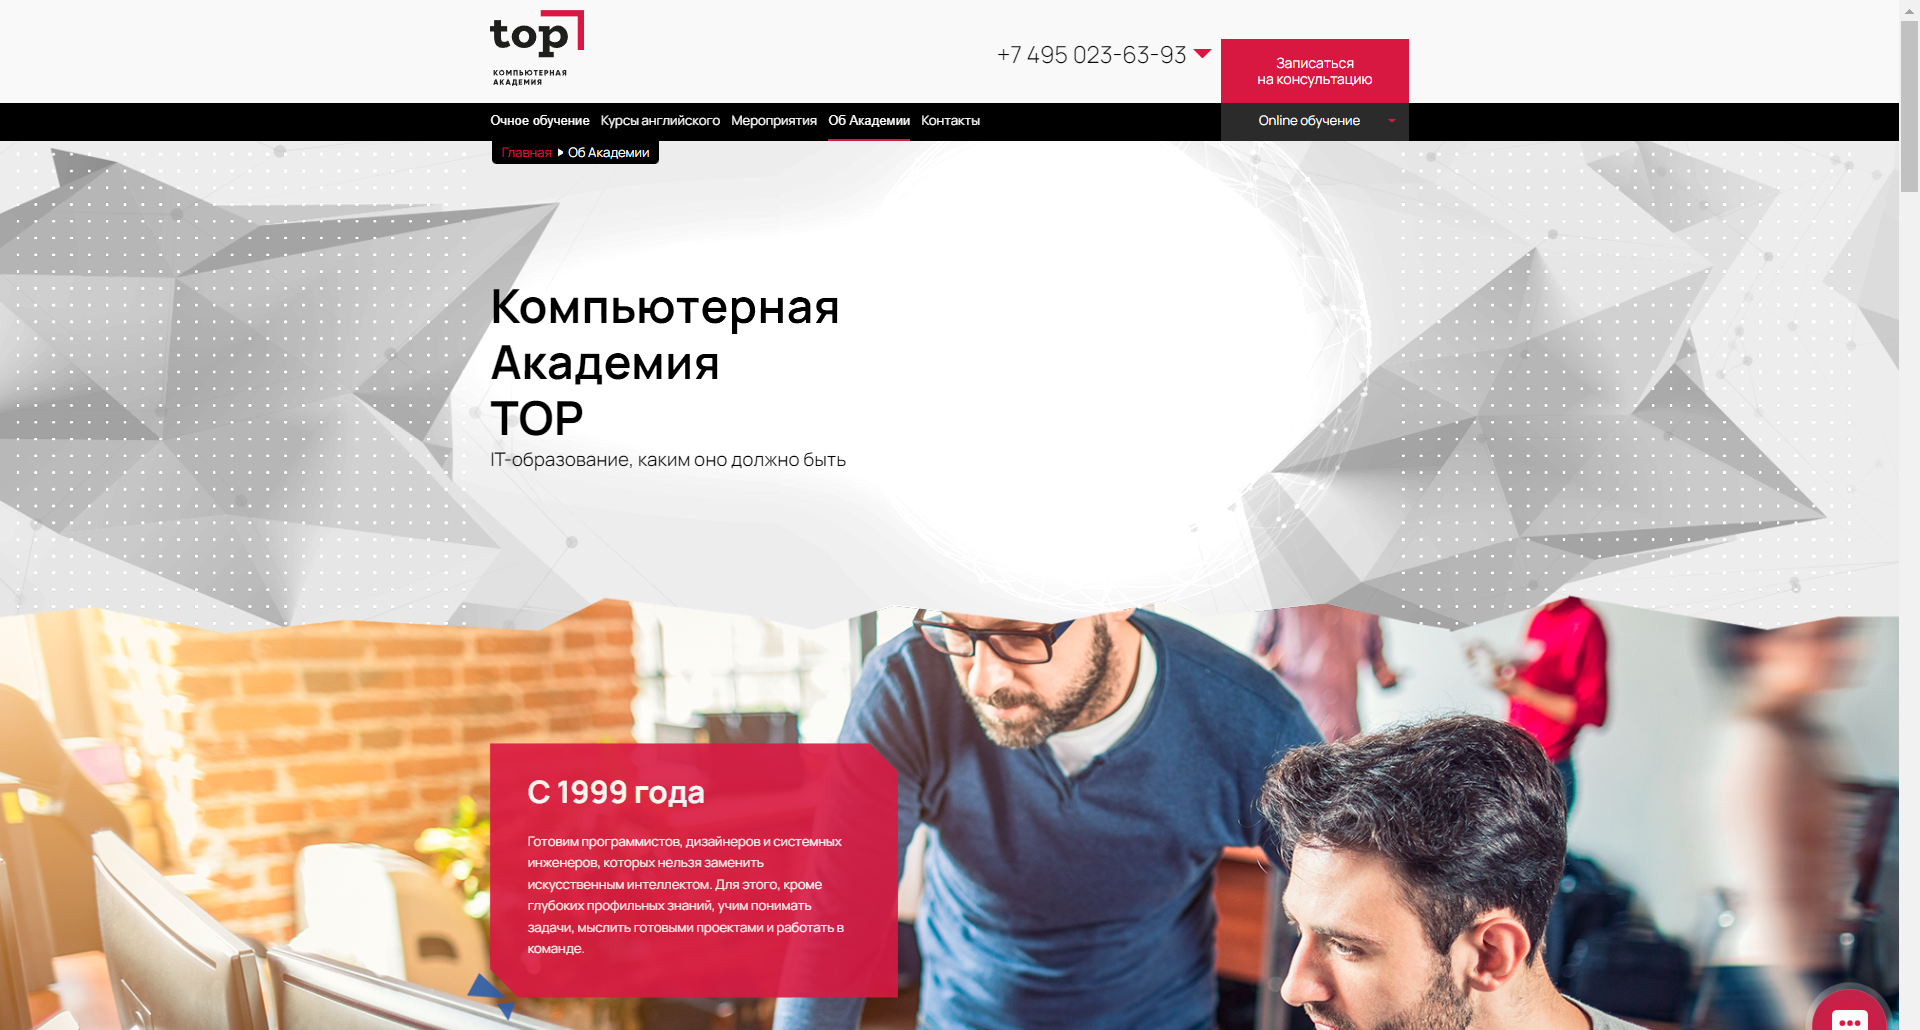 top
КОМПЬЮТЕРНАЯ
АКАДЕМИЯ
+7 495 023-63-93
Записаться
на консультацию
Очное обучение Курсы английского Мероприятия Об Академии Контакты
Online обучение
Главная Об Академии
Компьютерная
Академия
TOP
IT-образование, каким оно должно быть
С 1999 года
Готовим программистов, дизайнеров и системных
инженеров, которых нельзя заменить
искусственным интеллектом. Для этого, кроме
глубоких профильных знаний, учим понимать
задачи, мыслить готовыми проектами и работать в
команде.